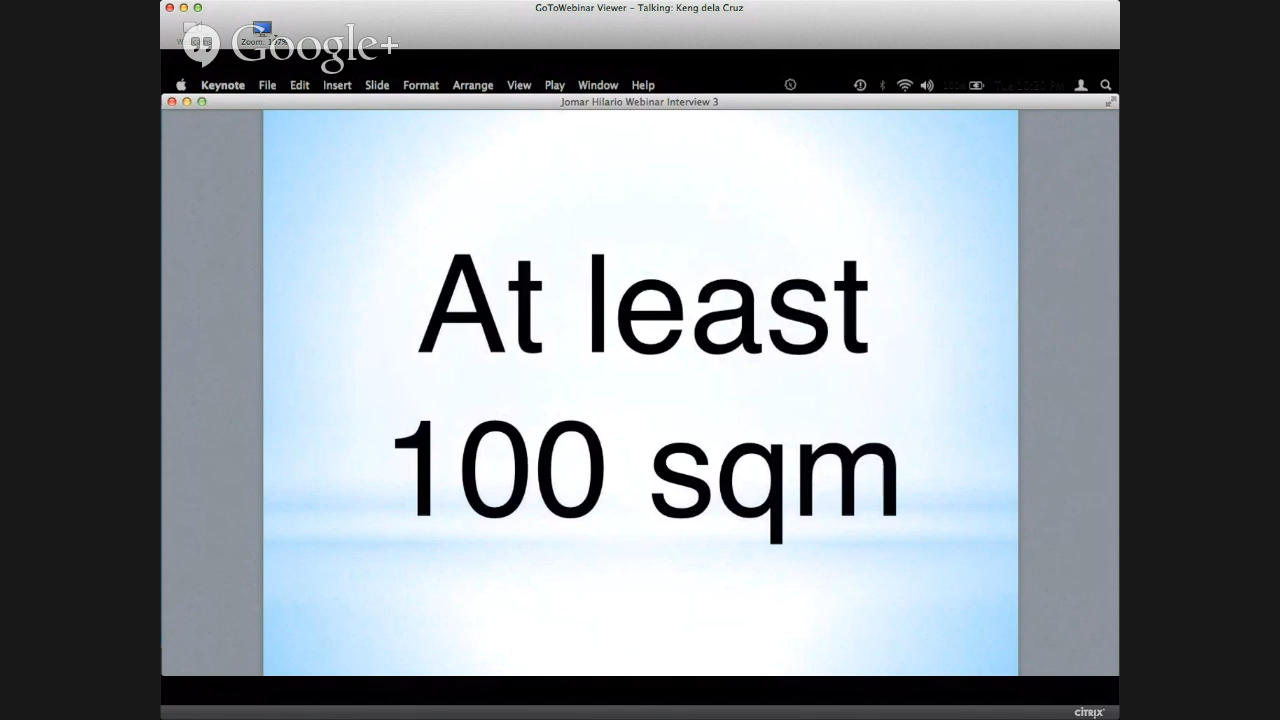 GoToWebinar Viewer – Talking: Keng dela Cruz
Google+
Keynote File Edit Insert Slide Format Arrange View Play Window Help
Jomar Hilario Webinar Interview 3
At least
100 sqm
CITRIX